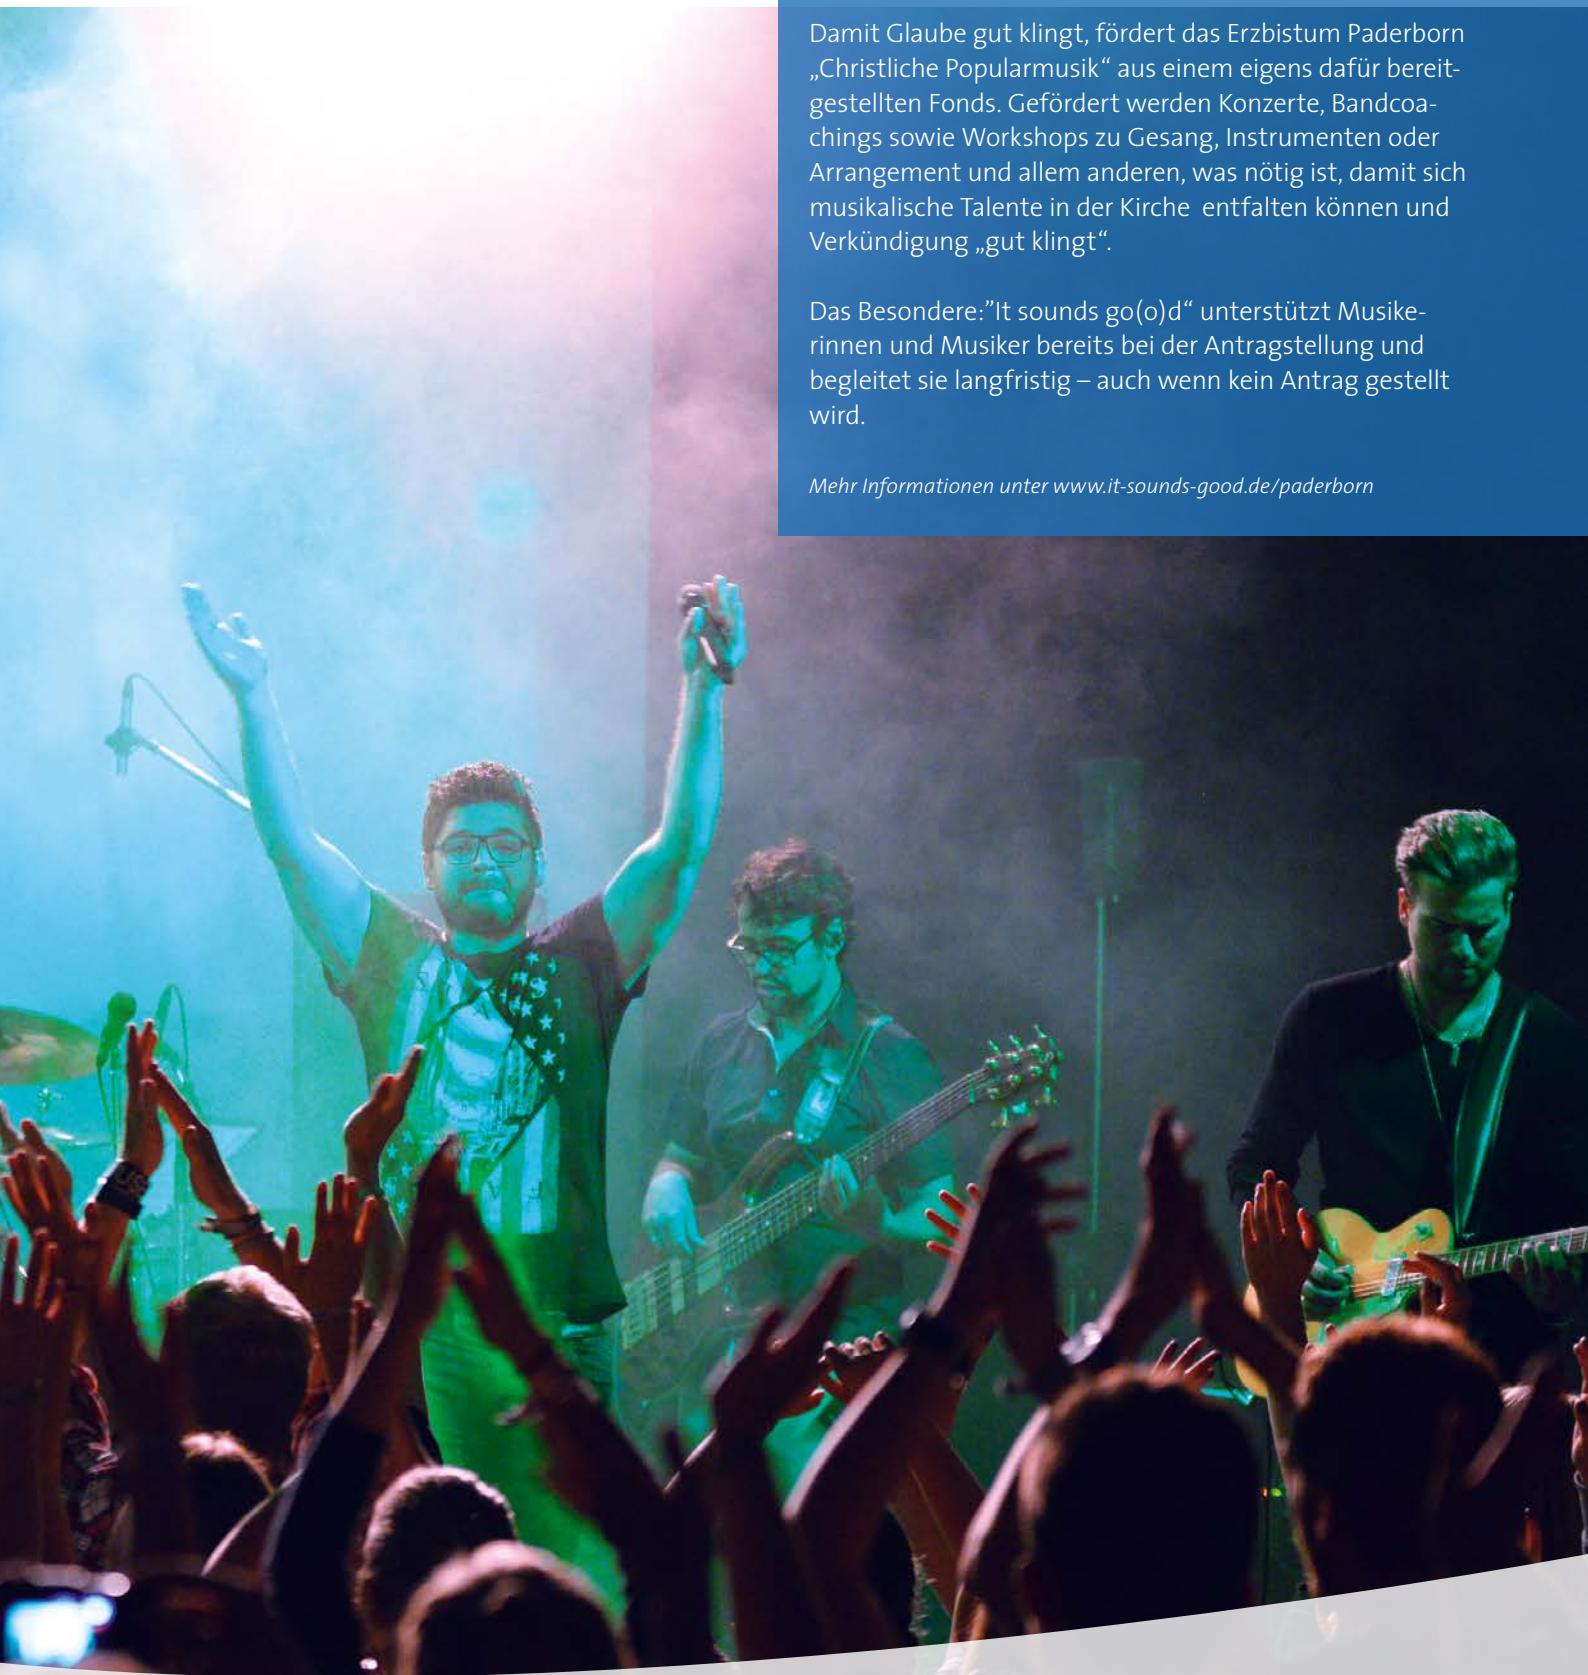 Damit Glaube gut klingt, fördert das Erzbistum Paderborn
„Christliche Popularmusik“ aus einem eigens dafür bereit-
gestellten Fonds. Gefördert werden Konzerte, Bandcoa-
chings sowie Workshops zu Gesang, Instrumenten oder
Arrangement und allem anderen, was nötig ist, damit sich
musikalische Talente in der Kirche  entfalten können und
Verkündigung „gut klingt“.
Das Besondere:”It sounds go(o)d“ unterstützt Musike-
rinnen und Musiker bereits bei der Antragstellung und
begleitet sie langfristig – auch wenn kein Antrag gestellt
wird.
Mehr Informationen unter www.it-sounds-good.de/paderborn